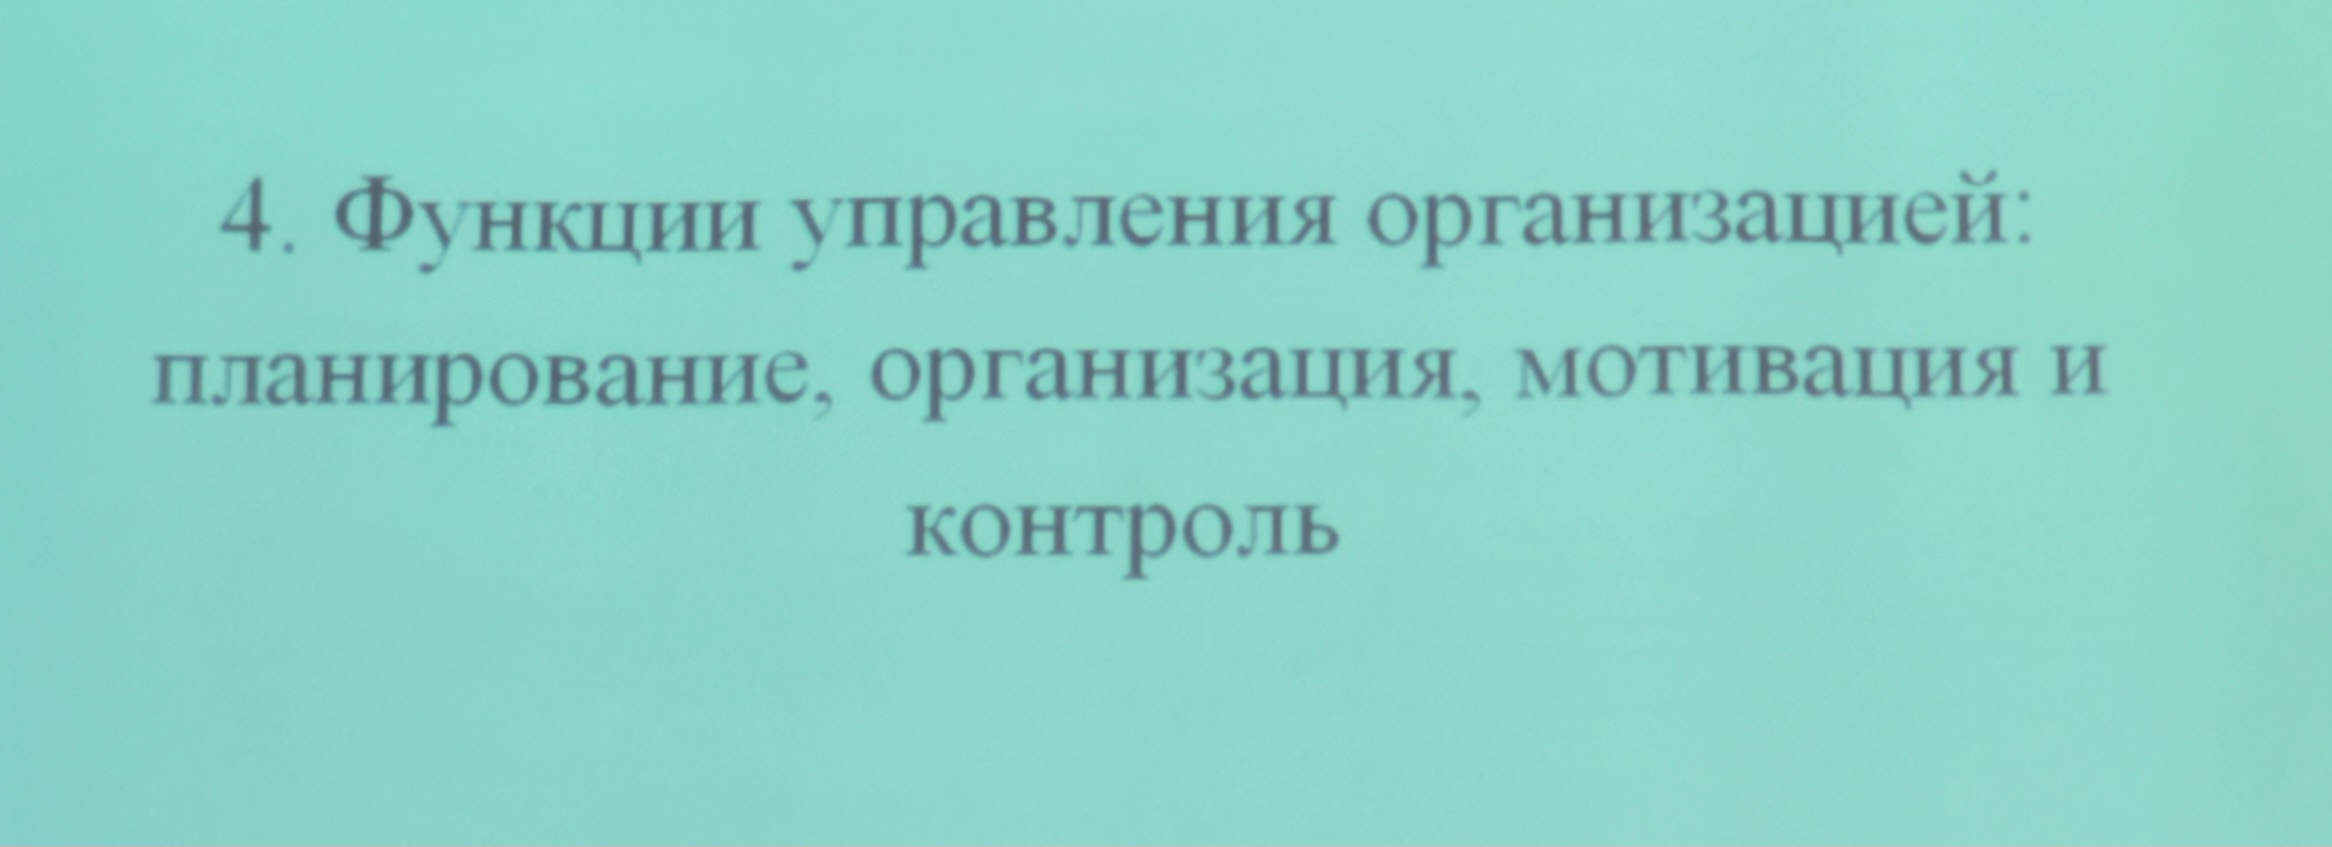 4. Функции управления организацией:
планирование, организация, мотивация и
контроль